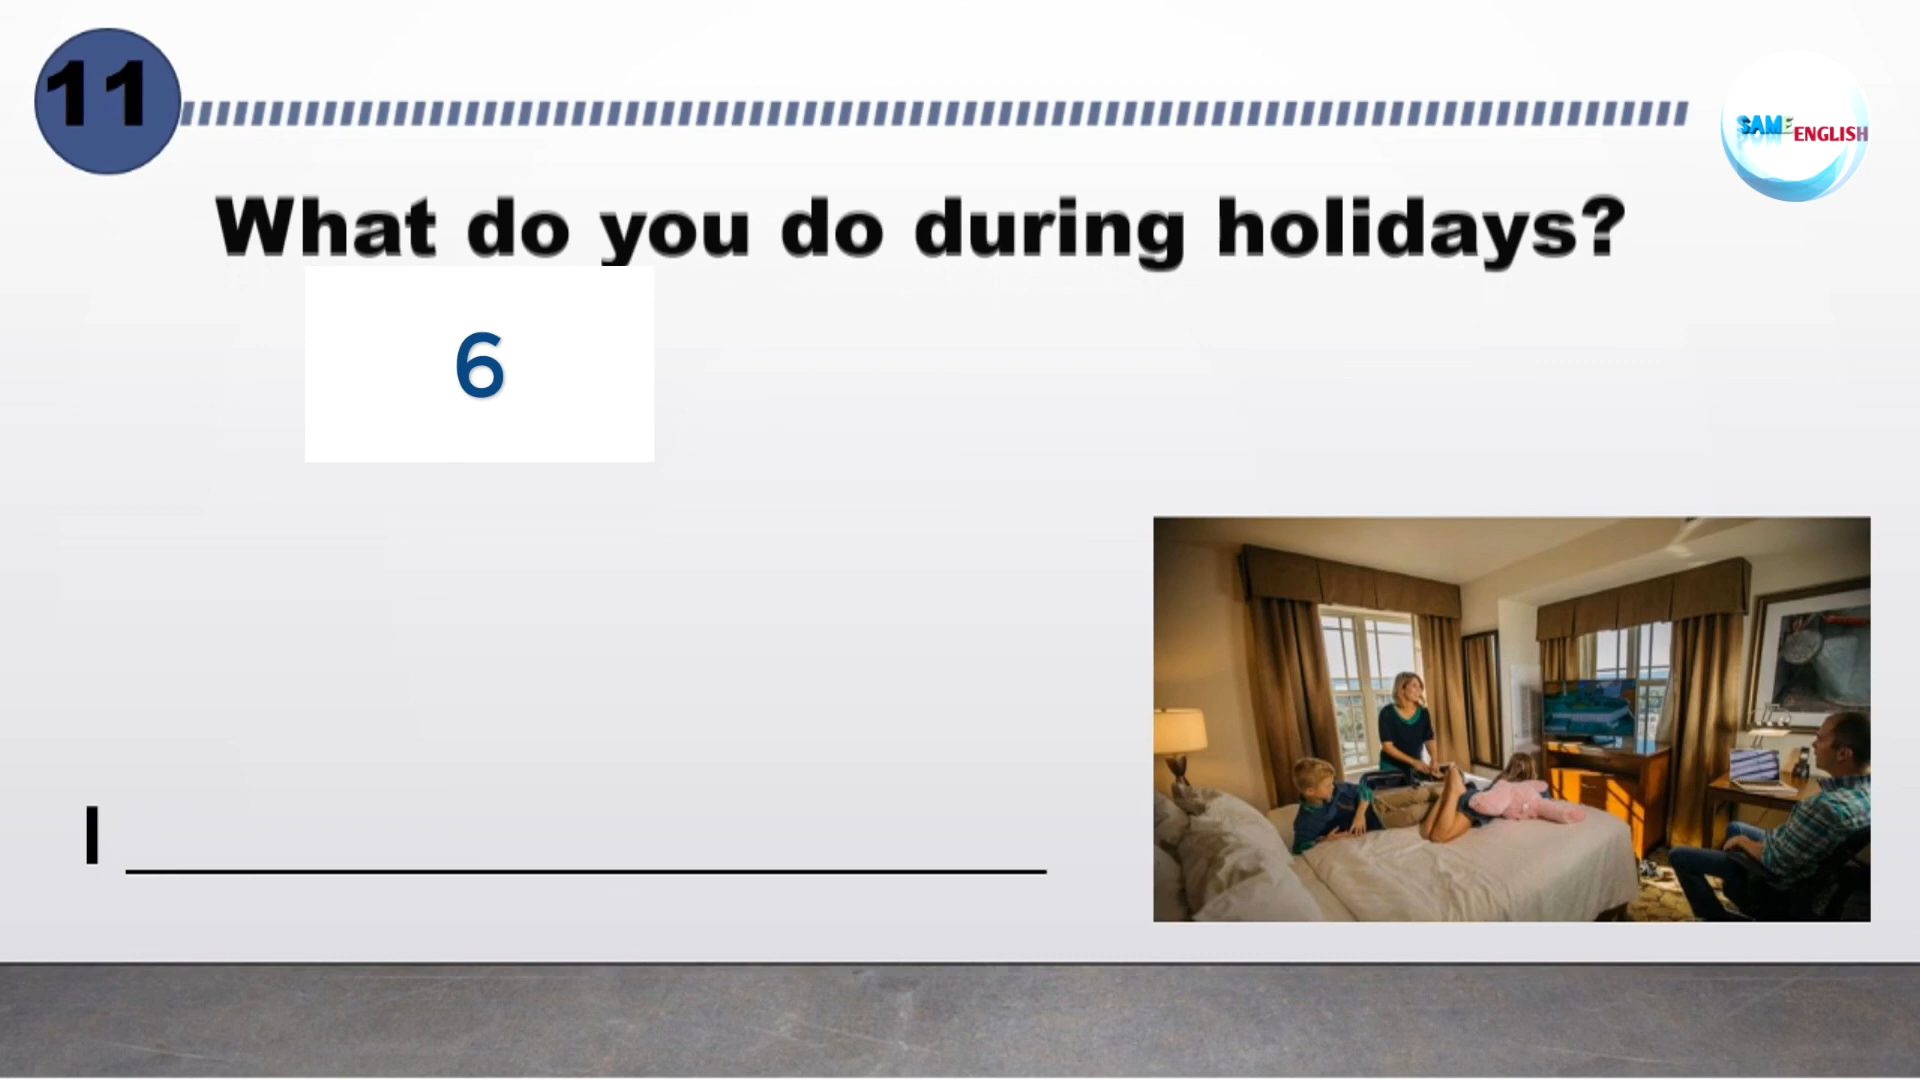 11
SAME
ENGLISH
What do you do during holidays?
6
I